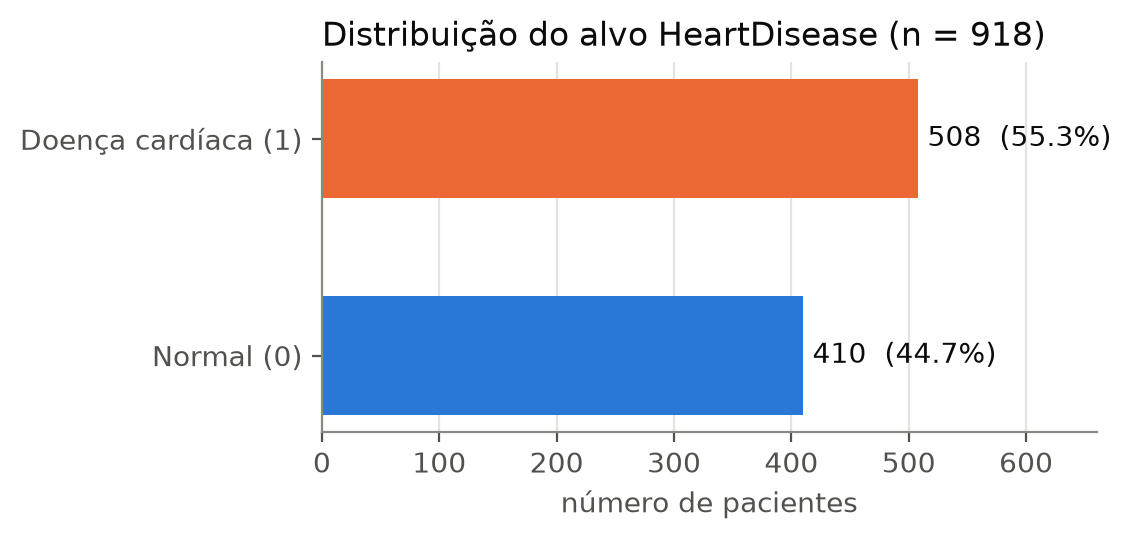 Distribuição do alvo HeartDisease (n = 918)
Doença cardíaca (1)
508 (55.3%)
Normal (0)
410 (44.7%)
0 100 200 300 400 500 600
número de pacientes